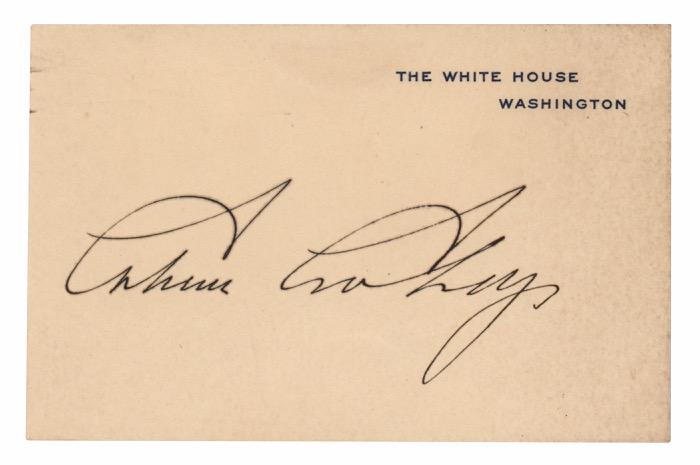 THE WHITE HOUSE
WASHINGTON
Calvin Coolidge